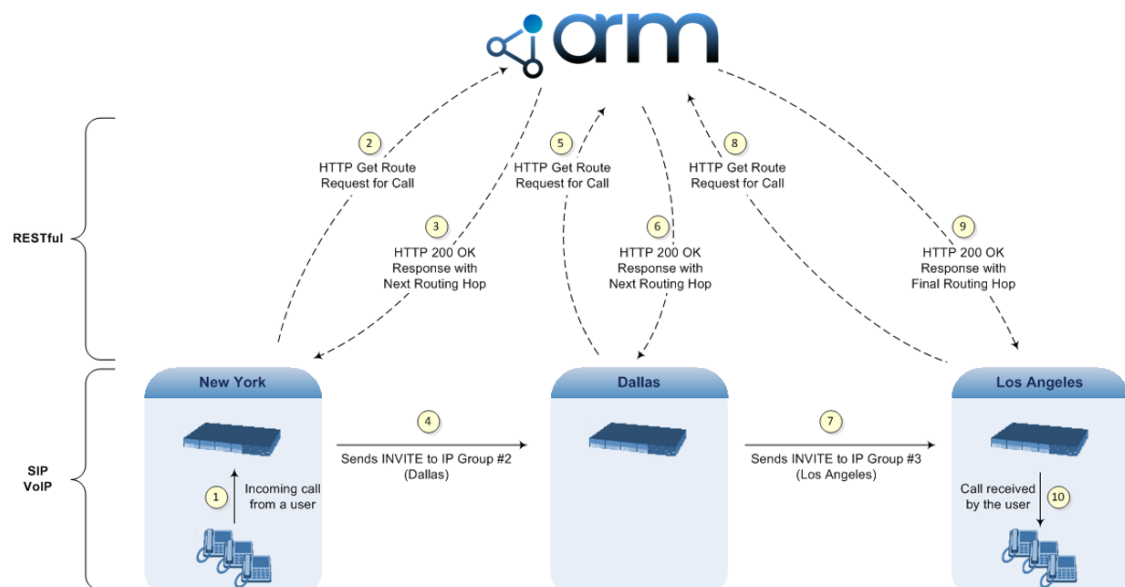 arm
2
HTTP Get Route
Request for Call
5
HTTP Get Route
Request for Call
8
HTTP Get Route
Request for Call
3
HTTP 200 OK
Response with
Next Routing Hop
6
HTTP 200 OK
Response with
Next Routing Hop
9
HTTP 200 OK
Response with
Final Routing Hop
RESTful
New York
Dallas
Los Angeles
4
Sends INVITE to IP Group #2
(Dallas)
7
Sends INVITE to IP Group #3
(Los Angeles)
SIP
VoIP
1
Incoming call
from a user
Call received
by the user
10